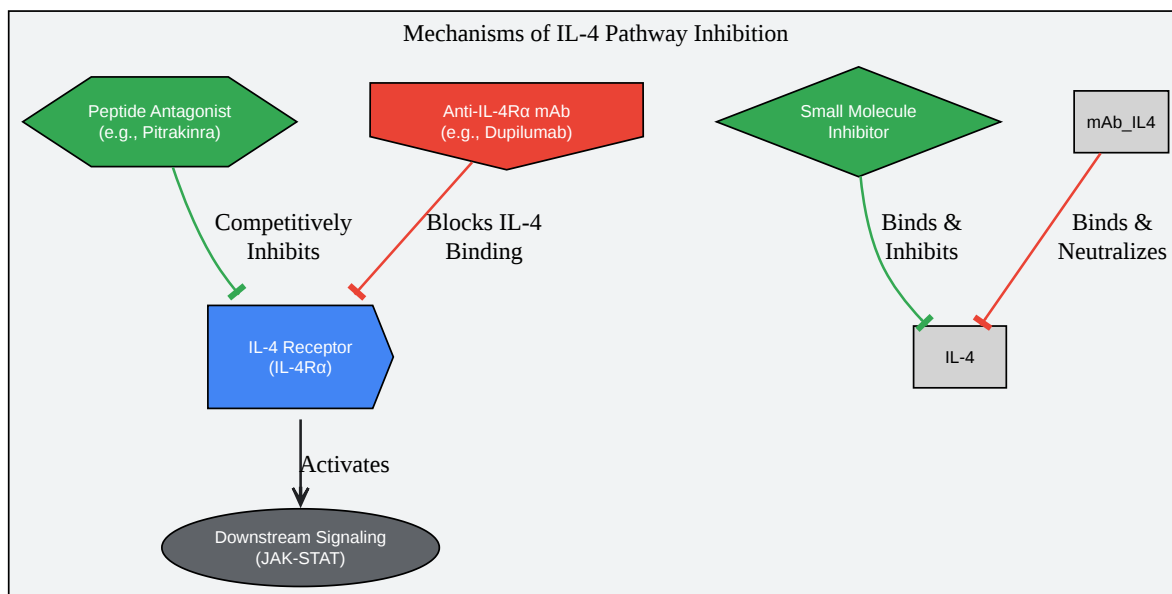 Mechanisms of IL-4 Pathway Inhibition
Peptide Antagonist
(e.g., Pitrakinra)
Anti-IL-4Rα mAb
(e.g., Dupilumab)
Small Molecule
Inhibitor
mAb_IL4
Competitively
Inhibits
Blocks IL-4
Binding
Binds &
Inhibits
Binds &
Neutralizes
IL-4 Receptor
(IL-4Rα)
IL-4
Activates
Downstream Signaling
(JAK-STAT)